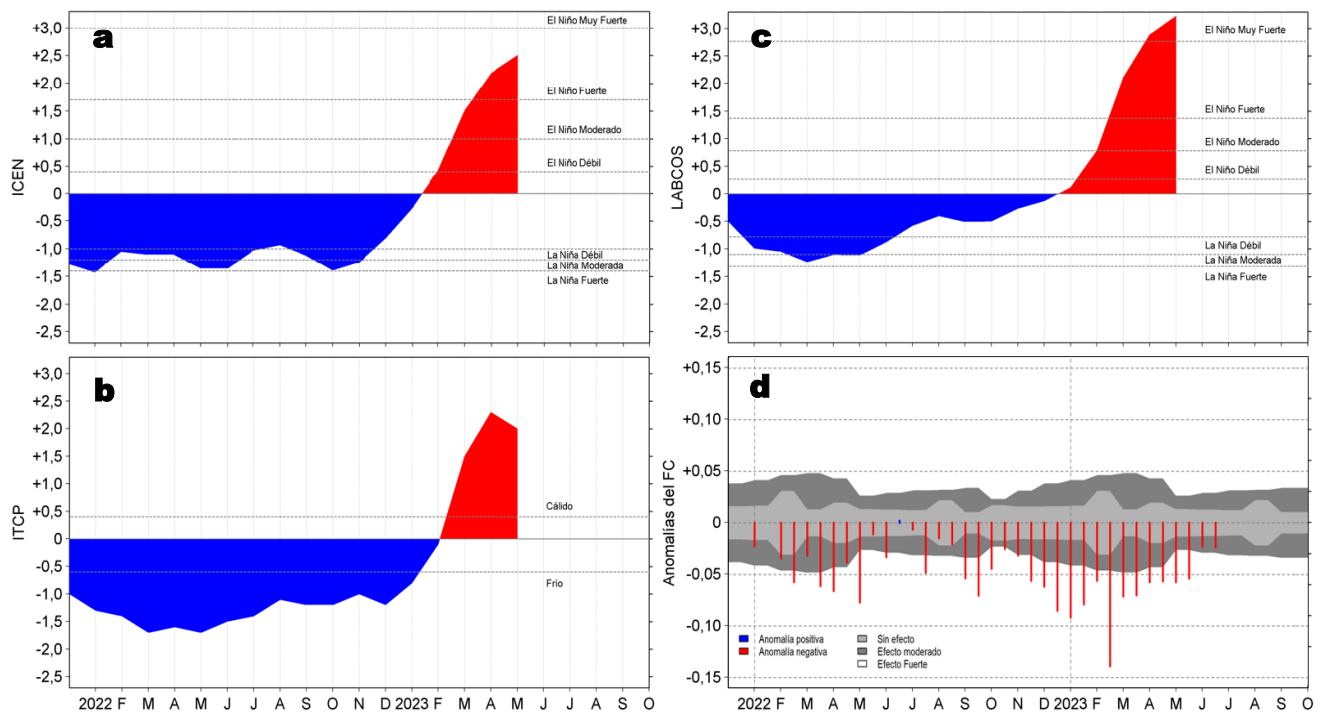 a
ICEN
+3,0
+2,5
+2,0
+1,5
+1,0
+0,5
0
-0,5
-1,0
-1,5
-2,0
-2,5
El Niño Muy Fuerte
El Niño Fuerte
El Niño Moderado
El Niño Débil
La Niña Débil
La Niña Moderada
La Niña Fuerte
c
LABCOS
+3,0
+2,5
+2,0
+1,5
+1,0
+0,5
0
-0,5
-1,0
-1,5
-2,0
-2,5
El Niño Muy Fuerte
El Niño Fuerte
El Niño Moderado
El Niño Débil
La Niña Débil
La Niña Moderada
La Niña Fuerte
b
ITCP
+3,0
+2,5
+2,0
+1,5
+1,0
+0,5
0
-0,5
-1,0
-1,5
-2,0
-2,5
Cálido
Frío
2022 F M A M J J A S O N D 2023 F M A M J J A S O
d
Anomalías del FC
+0,15
+0,10
+0,05
0
-0,05
-0,10
-0,15
Anomalía positiva
Anomalía negativa
Sin efecto
Efecto moderado
Efecto Fuerte
2022 F M A M J J A S O N D 2023 F M A M J J A S O